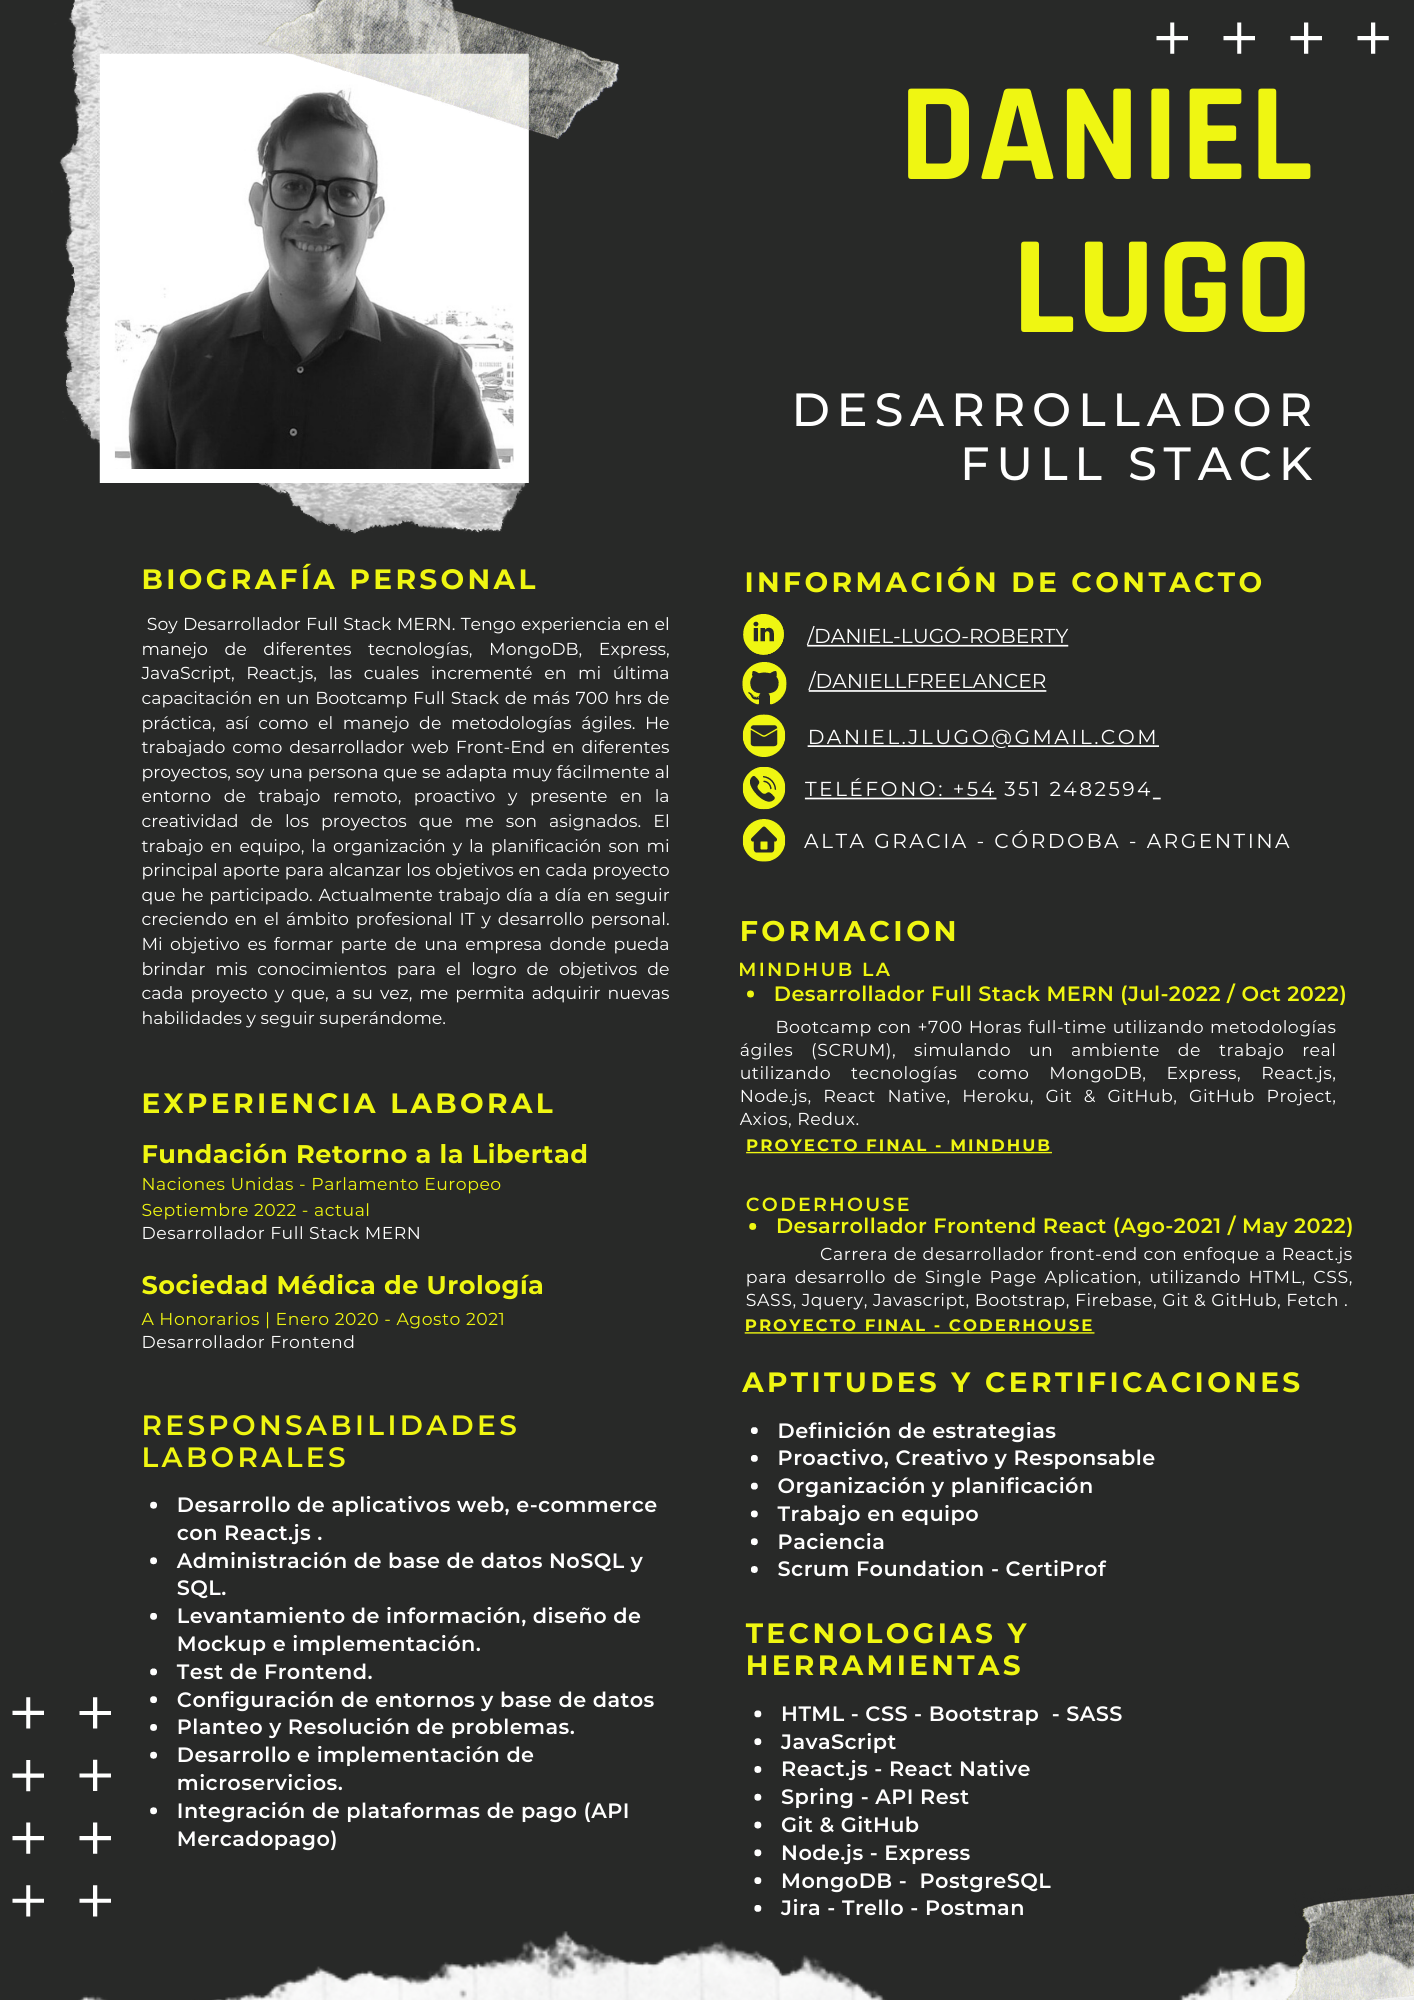 DANIEL
LUGO
DESARROLLADOR
FULL STACK
BIOGRAFÍA PERSONAL
Soy Desarrollador Full Stack MERN. Tengo experiencia en el
manejo de diferentes tecnologías, MongoDB, Express,
JavaScript, React.js, las cuales incrementé en mi última
capacitación en un Bootcamp Full Stack de más 700 hrs de
práctica, así como el manejo de metodologías ágiles. He
trabajado como desarrollador web Front-End en diferentes
proyectos, soy una persona que se adapta muy fácilmente al
entorno de trabajo remoto, proactivo y presente en la
creatividad de los proyectos que me son asignados. El
trabajo en equipo, la organización y la planificación son mi
principal aporte para alcanzar los objetivos en cada proyecto
que he participado. Actualmente trabajo día a día en seguir
creciendo en el ámbito profesional IT y desarrollo personal.
Mi objetivo es formar parte de una empresa donde pueda
brindar mis conocimientos para el logro de objetivos de
cada proyecto y que, a su vez, me permita adquirir nuevas
habilidades y seguir superándome.
EXPERIENCIA LABORAL
Fundación Retorno a la Libertad
Naciones Unidas - Parlamento Europeo
Septiembre 2022 - actual
Desarrollador Full Stack MERN
Sociedad Médica de Urología
A Honorarios | Enero 2020 - Agosto 2021
Desarrollador Frontend
RESPONSABILIDADES
LABORALES
• Desarrollo de aplicativos web, e-commerce
con React.js .
• Administración de base de datos NoSQL y
SQL.
• Levantamiento de información, diseño de
Mockup e implementación.
• Test de Frontend.
• Configuración de entornos y base de datos
• Planteo y Resolución de problemas.
• Desarrollo e implementación de
microservicios.
• Integración de plataformas de pago (API
Mercadopago)
INFORMACIÓN DE CONTACTO
in /DANIEL-LUGO-ROBERTY
/DANIELLFREELANCER
DANIEL.JLUGO@GMAIL.COM
TELÉFONO: +54 351 2482594_
ALTA GRACIA - CÓRDOBA - ARGENTINA
FORMACION
MINDHUB LA
• Desarrollador Full Stack MERN (Jul-2022 / Oct 2022)
Bootcamp con +700 Horas full-time utilizando metodologías
ágiles (SCRUM), simulando un ambiente de trabajo real
utilizando tecnologías como MongoDB, Express, React.js,
Node.js, React Native, Heroku, Git & GitHub, GitHub Project,
Axios, Redux.
PROYECTO FINAL - MINDHUB
CODERHOUSE
• Desarrollador Frontend React (Ago-2021 / May 2022)
Carrera de desarrollador front-end con enfoque a React.js
para desarrollo de Single Page Aplication, utilizando HTML, CSS,
SASS, Jquery, Javascript, Bootstrap, Firebase, Git & GitHub, Fetch .
PROYECTO FINAL - CODERHOUSE
APTITUDES Y CERTIFICACIONES
• Definición de estrategias
• Proactivo, Creativo y Responsable
• Organización y planificación
• Trabajo en equipo
• Paciencia
• Scrum Foundation - CertiProf
TECNOLOGIAS Y
HERRAMIENTAS
• HTML - CSS - Bootstrap  - SASS
• JavaScript
• React.js - React Native
• Spring - API Rest
• Git & GitHub
• Node.js - Express
• MongoDB -  PostgreSQL
• Jira - Trello - Postman